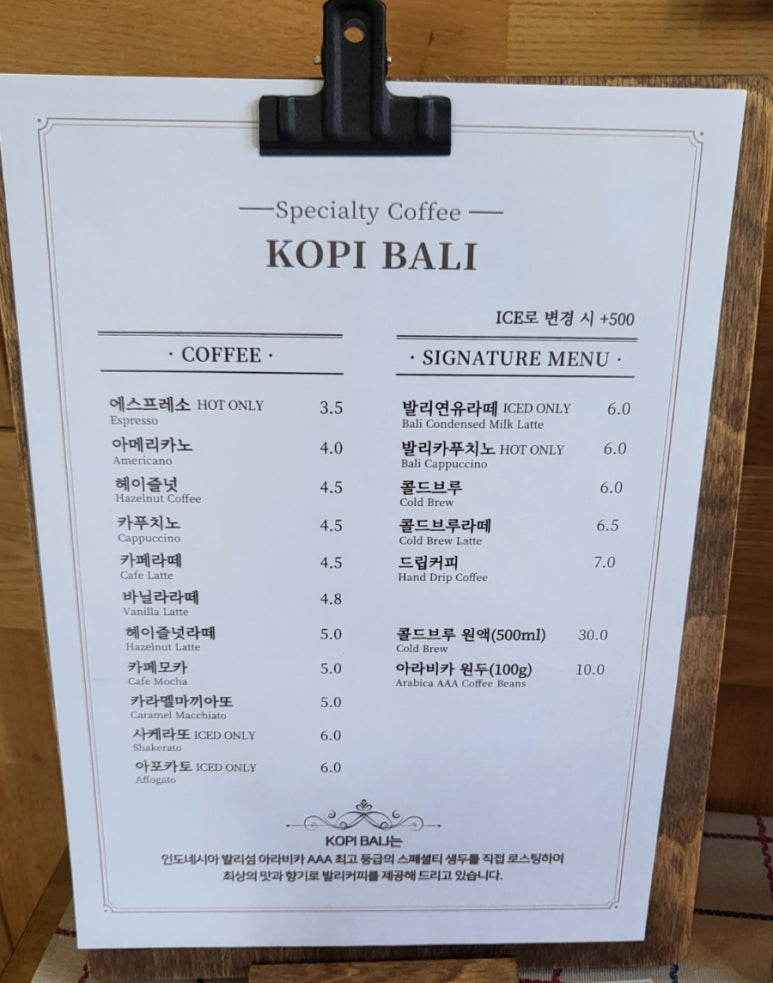 Specialty Coffee
KOPI BALI
ICE로 변경 시 +500
· COFFEE ·
에스프레소 HOT ONLY 3.5
Espresso
아메리카노 4.0
Americano
헤이즐넛 4.5
Hazelnut Coffee
카푸치노 4.5
Cappuccino
카페라떼 4.5
Cafe Latte
바닐라라떼 4.8
Vanilla Latte
헤이즐넛라떼 5.0
Hazelnut Latte
카페모카 5.0
Cafe Mocha
카라멜마끼아또 5.0
Caramel Macchiato
사케라또 ICED ONLY 6.0
Shakerato
아포카토 ICED ONLY 6.0
Affogato
· SIGNATURE MENU ·
발리연유라떼 ICED ONLY 6.0
Bali Condensed Milk Latte
발리카푸치노 HOT ONLY 6.0
Bali Cappuccino
콜드브루 6.0
Cold Brew
콜드브루라떼 6.5
Cold Brew Latte
드립커피 7.0
Hand Drip Coffee
콜드브루 원액(500ml) 30.0
Cold Brew
아라비카 원두(100g) 10.0
Arabica AAA Coffee Beans
KOPI BALI는
인도네시아 발리섬 아라비카 AAA 최고 등급의 스페셜티 생두를 직접 로스팅하여
최상의 맛과 향기로 발리커피를 제공해 드리고 있습니다.